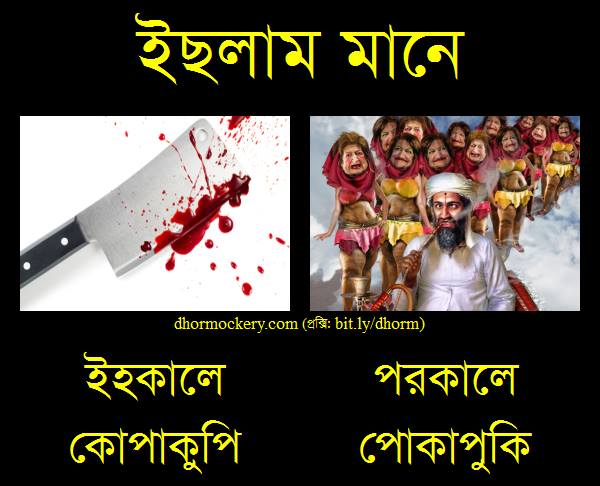 ইছলাম মানে
dhormockery.com (প্রক্সি: bit.ly/dhorm)
ইহকালে পরকালে
কোপাকুপি পোকাপুকি